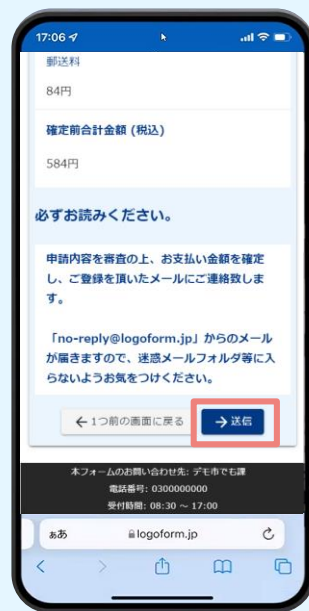 17:06
郵送料
84円
確定前合計金額 (税込)
584円
必ずお読みください。
申請内容を審査の上、お支払い金額を確定
し、ご登録を頂いたメールにご連絡致しま
す。
「no-reply@logoform.jp」からのメール
が届きますので、迷惑メールフォルダ等に入
らないようお気をつけください。
←1つ前の画面に戻る
→送信
本フォームのお問い合わせ先: デモ市でも課
電話番号: 0300000000
受付時間: 08:30 ~ 17:00
ぁあ logoform.jp